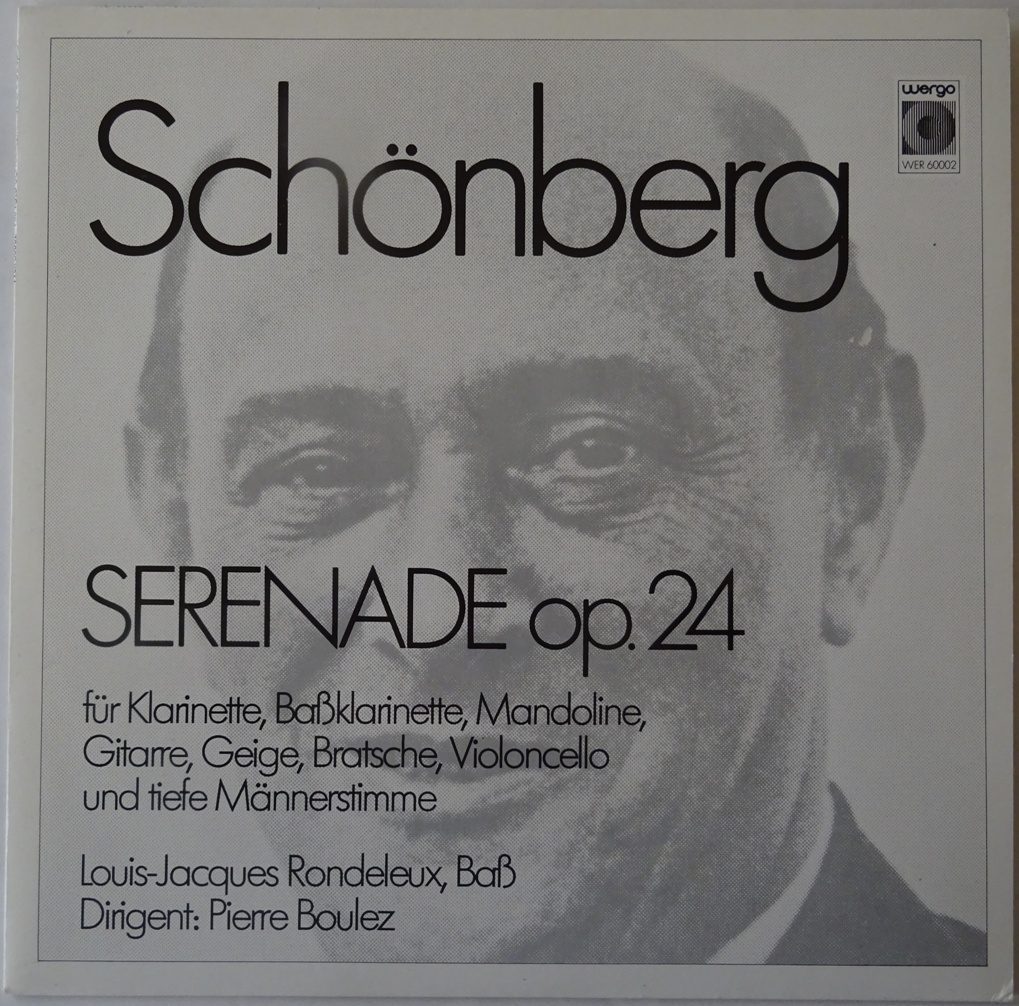 Schönberg
wergo
WER 60002
SERENADE op. 24
für Klarinette, Baßklarinette, Mandoline,
Gitarre, Geige, Bratsche, Violoncello
und tiefe Männerstimme
Louis-Jacques Rondeleux, Baß
Dirigent: Pierre Boulez